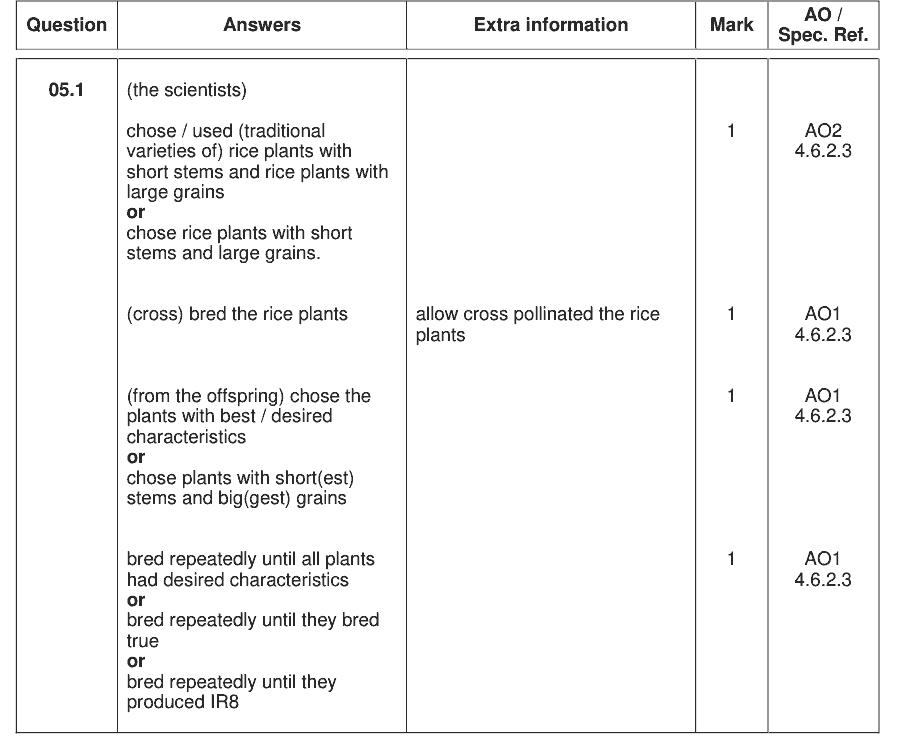 Question Answers Extra information Mark AO /
Spec. Ref.
05.1 (the scientists)
chose / used (traditional 1 AO2
varieties of) rice plants with 4.6.2.3
short stems and rice plants with
large grains
or
chose rice plants with short
stems and large grains.
(cross) bred the rice plants allow cross pollinated the rice 1 AO1
plants 4.6.2.3
(from the offspring) chose the 1 AO1
plants with best / desired 4.6.2.3
characteristics
or
chose plants with short(est)
stems and big(gest) grains
bred repeatedly until all plants 1 AO1
had desired characteristics 4.6.2.3
or
bred repeatedly until they bred
true
or
bred repeatedly until they
produced IR8